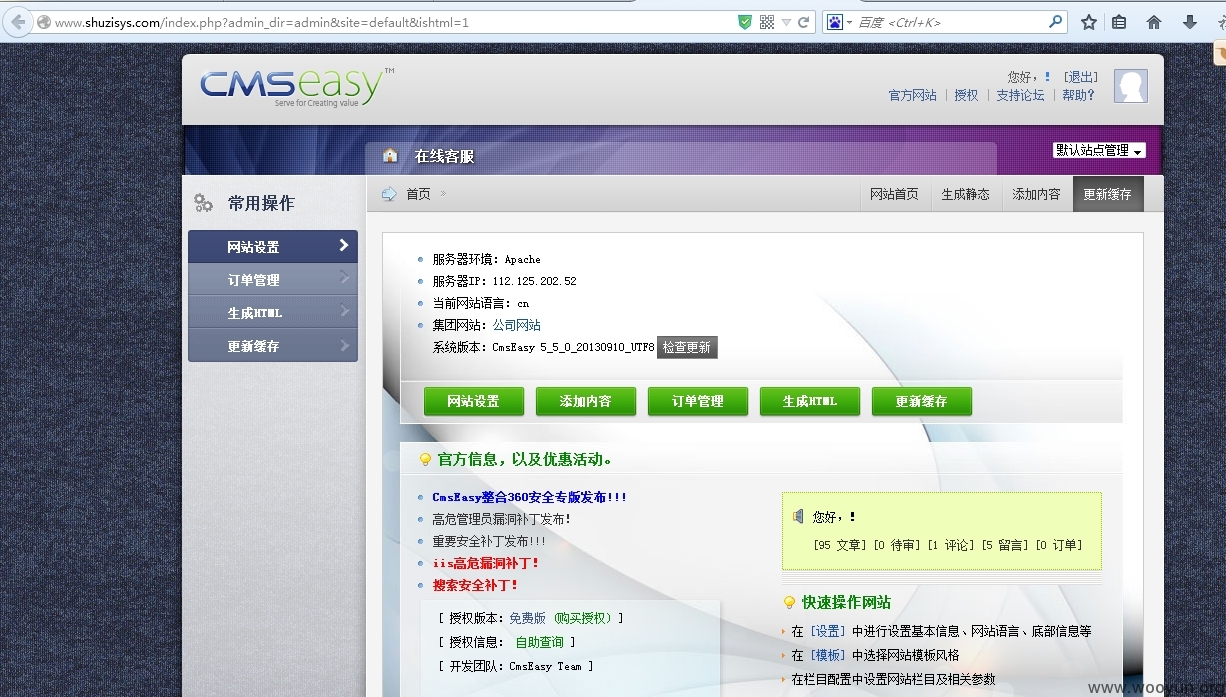 www.shuzisys.com/index.php?admin_dir=admin&site=default&ishtml=1
百度 <Ctrl+K>
CMSeasy™
Serve for Creating value
您好，! [退出]
官方网站 | 授权 | 支持论坛 | 帮助?
在线客服
默认站点管理
常用操作
首页 »
网站首页 生成静态 添加内容 更新缓存
网站设置
订单管理
生成HTML
更新缓存
服务器环境: Apache
服务器IP: 112.125.202.52
当前网站语言: cn
集团网站: 公司网站
系统版本: CmsEasy 5_5_0_20130910_UTF8 检查更新
网站设置 添加内容 订单管理 生成HTML 更新缓存
官方信息，以及优惠活动。
CmsEasy整合360安全专版发布!!!
高危管理员漏洞补丁发布!
重要安全补丁发布!!!
iis高危漏洞补丁!
搜索安全补丁!
[ 授权版本: 免费版 (购买授权) ]
[ 授权信息: 自助查询 ]
[ 开发团队: CmsEasy Team ]
您好，!
[95 文章] [0 待审] [1 评论] [5 留言] [0 订单]
快速操作网站
在 [设置] 中进行设置基本信息、网站语言、底部信息等
在 [模板] 中选择网站模板风格
在栏目配置中设置网站栏目及相关参数
www.wooyun.org